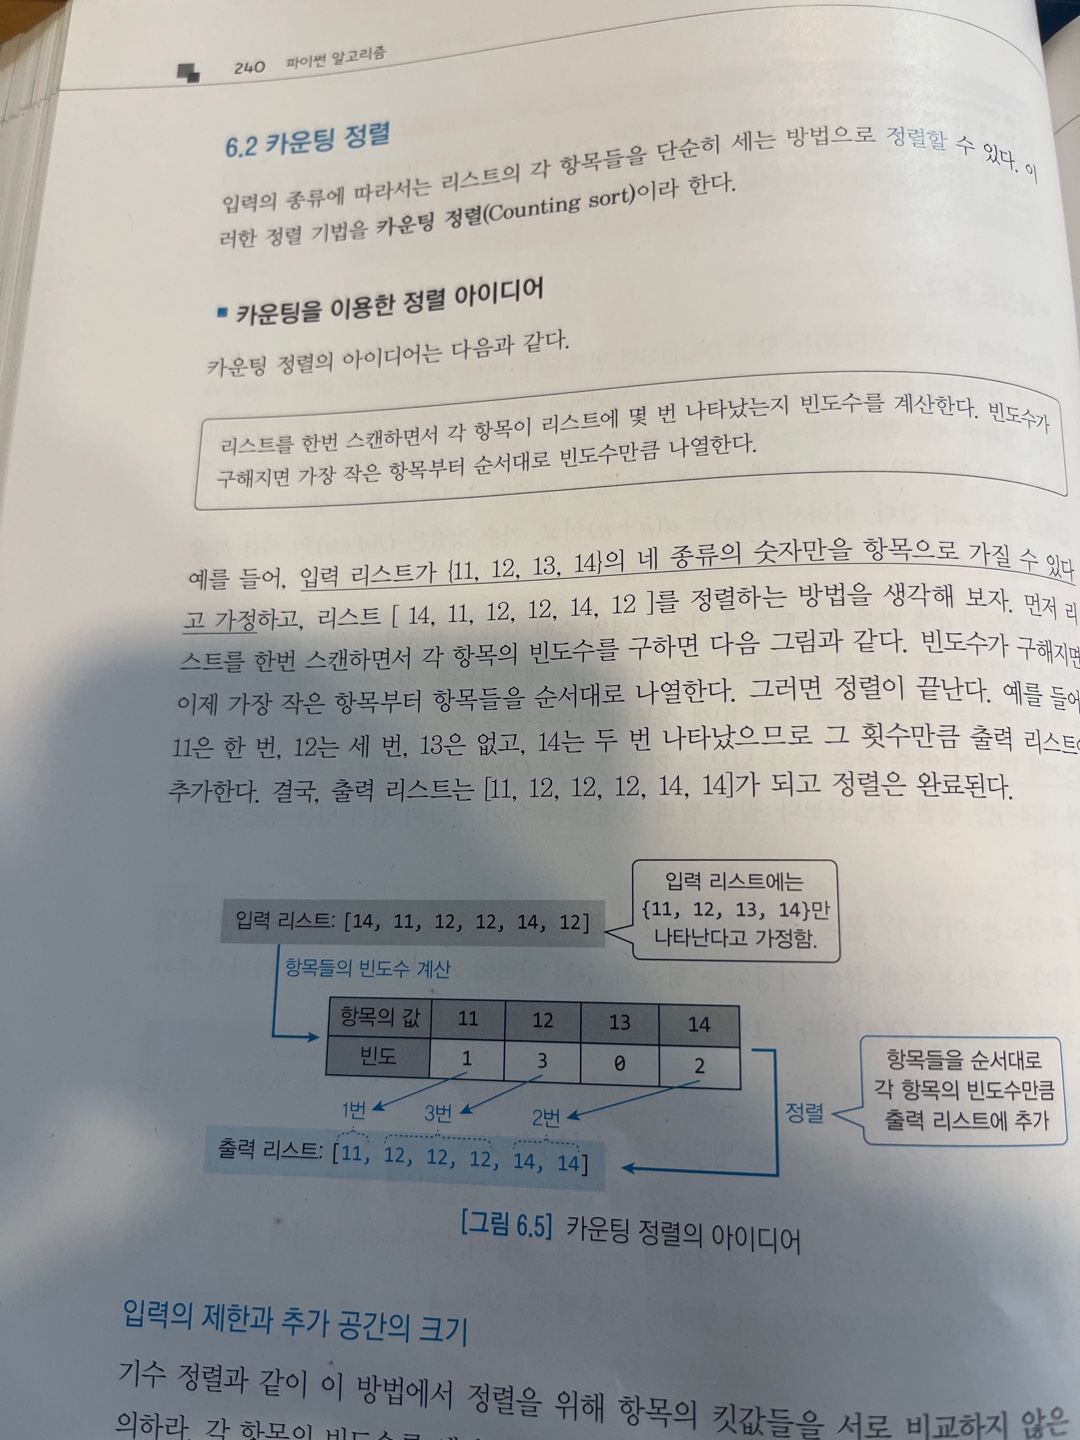 240 파이썬 알고리즘
6.2 카운팅 정렬
입력의 종류에 따라서는 리스트의 각 항목들을 단순히 세는 방법으로 정렬할 수 있다. 이
러한 정렬 기법을 카운팅 정렬(Counting sort)이라 한다.
카운팅을 이용한 정렬 아이디어
카운팅 정렬의 아이디어는 다음과 같다.
리스트를 한번 스캔하면서 각 항목이 리스트에 몇 번 나타났는지 빈도수를 계산한다. 빈도수가
구해지면 가장 작은 항목부터 순서대로 빈도수만큼 나열한다.
예를 들어, 입력 리스트가 {11, 12, 13, 14}의 네 종류의 숫자만을 항목으로 가질 수 있다
고 가정하고, 리스트 [ 14, 11, 12, 12, 14, 12 ]를 정렬하는 방법을 생각해 보자. 먼저 리
스트를 한번 스캔하면서 각 항목의 빈도수를 구하면 다음 그림과 같다. 빈도수가 구해지면
이제 가장 작은 항목부터 항목들을 순서대로 나열한다. 그러면 정렬이 끝난다. 예를 들어
11은 한 번, 12는 세 번, 13은 없고, 14는 두 번 나타났으므로 그 횟수만큼 출력 리스트에
추가한다. 결국, 출력 리스트는 [11, 12, 12, 12, 14, 14]가 되고 정렬은 완료된다.
입력 리스트: [14, 11, 12, 12, 14, 12]
입력 리스트에는
{11, 12, 13, 14}만
나타난다고 가정함.
항목들의 빈도수 계산
항목의 값 11 12 13 14
빈도 1 3 0 2
1번 3번 2번
정렬
항목들을 순서대로
각 항목의 빈도수만큼
출력 리스트에 추가
출력 리스트: [11, 12, 12, 12, 14, 14]
[그림 6.5] 카운팅 정렬의 아이디어
입력의 제한과 추가 공간의 크기
기수 정렬과 같이 이 방법에서 정렬을 위해 항목의 킷값들을 서로 비교하지 않은
의하라. 각 항목의 빈도수를